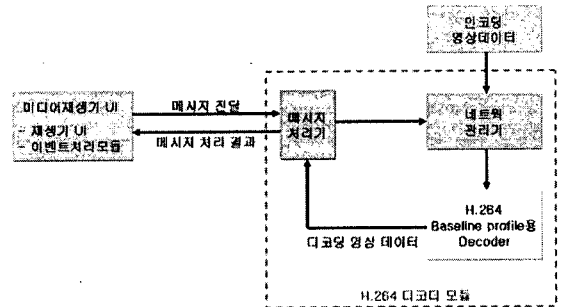 인코딩
영상데이터
미디어재생기 UI
- 재생기 UI
- 이벤트처리모듈
메시지 전달
메시지 처리 결과
메시지
처리기
네트웍
관리기
H.264
Baseline profile용
Decoder
디코딩 영상 데이터
H.264 디코더 모듈